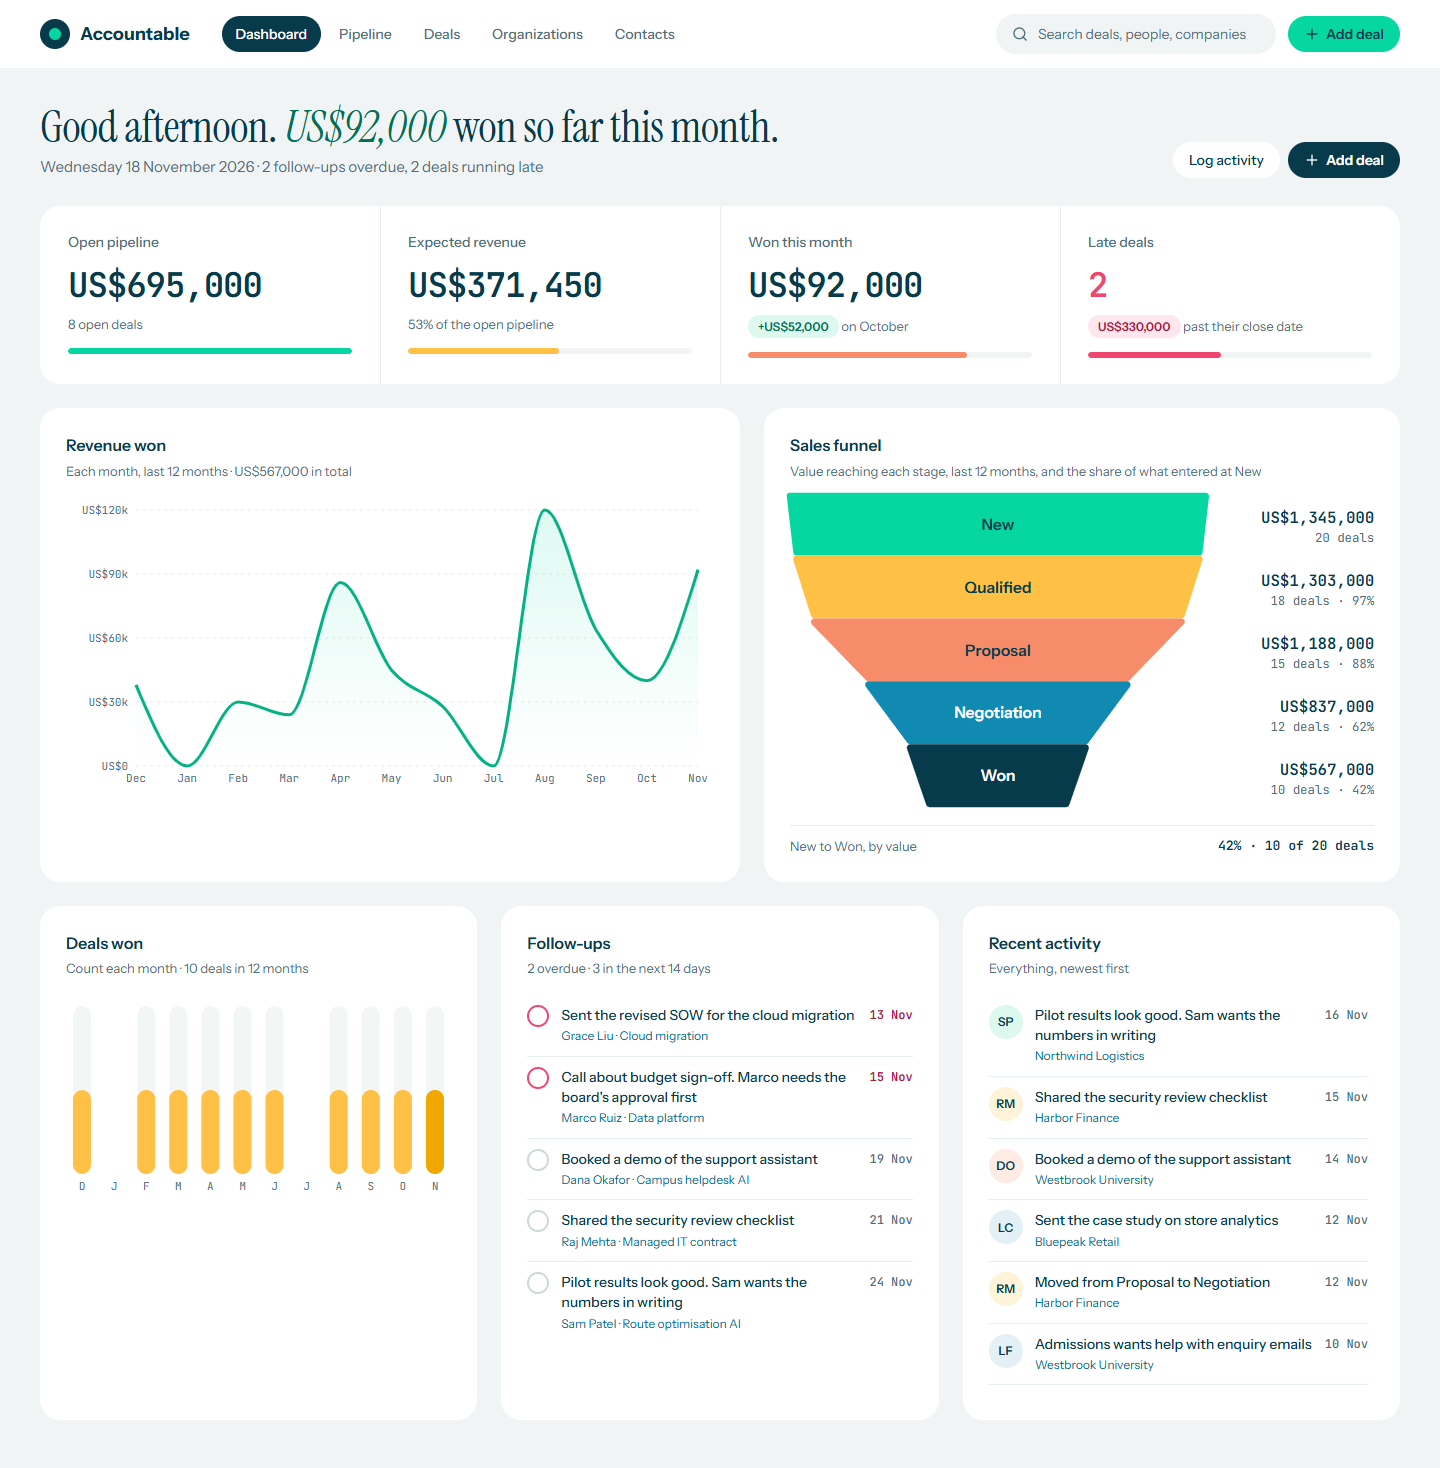 Accountable
Dashboard
Pipeline
Deals
Organizations
Contacts
Search deals, people, companies
Add deal
Good afternoon. US$92,000 won so far this month.
Wednesday 18 November 2026 · 2 follow-ups overdue, 2 deals running late
Log activity
Add deal
Open pipeline
US$695,000
8 open deals
Expected revenue
US$371,450
53% of the open pipeline
Won this month
US$92,000
+US$52,000 on October
Late deals
2
US$330,000 past their close date
Revenue won
Each month, last 12 months · US$567,000 in total
US$120k
US$90k
US$60k
US$30k
US$0
Dec Jan Feb Mar Apr May Jun Jul Aug Sep Oct Nov
Sales funnel
Value reaching each stage, last 12 months, and the share of what entered at New
New
US$1,345,000
20 deals
Qualified
US$1,303,000
18 deals · 97%
Proposal
US$1,188,000
15 deals · 88%
Negotiation
US$837,000
12 deals · 62%
Won
US$567,000
10 deals · 42%
New to Won, by value
42% · 10 of 20 deals
Deals won
Count each month · 10 deals in 12 months
D J F M A M J J A S O N
Follow-ups
2 overdue · 3 in the next 14 days
Sent the revised SOW for the cloud migration 13 Nov
Grace Liu · Cloud migration
Call about budget sign-off. Marco needs the 15 Nov
board's approval first
Marco Ruiz · Data platform
Booked a demo of the support assistant 19 Nov
Dana Okafor · Campus helpdesk AI
Shared the security review checklist 21 Nov
Raj Mehta · Managed IT contract
Pilot results look good. Sam wants the 24 Nov
numbers in writing
Sam Patel · Route optimisation AI
Recent activity
Everything, newest first
SP Pilot results look good. Sam wants the 16 Nov
numbers in writing
Northwind Logistics
RM Shared the security review checklist 15 Nov
Harbor Finance
DO Booked a demo of the support assistant 14 Nov
Westbrook University
LC Sent the case study on store analytics 12 Nov
Bluepeak Retail
RM Moved from Proposal to Negotiation 12 Nov
Harbor Finance
LF Admissions wants help with enquiry emails 10 Nov
Westbrook University